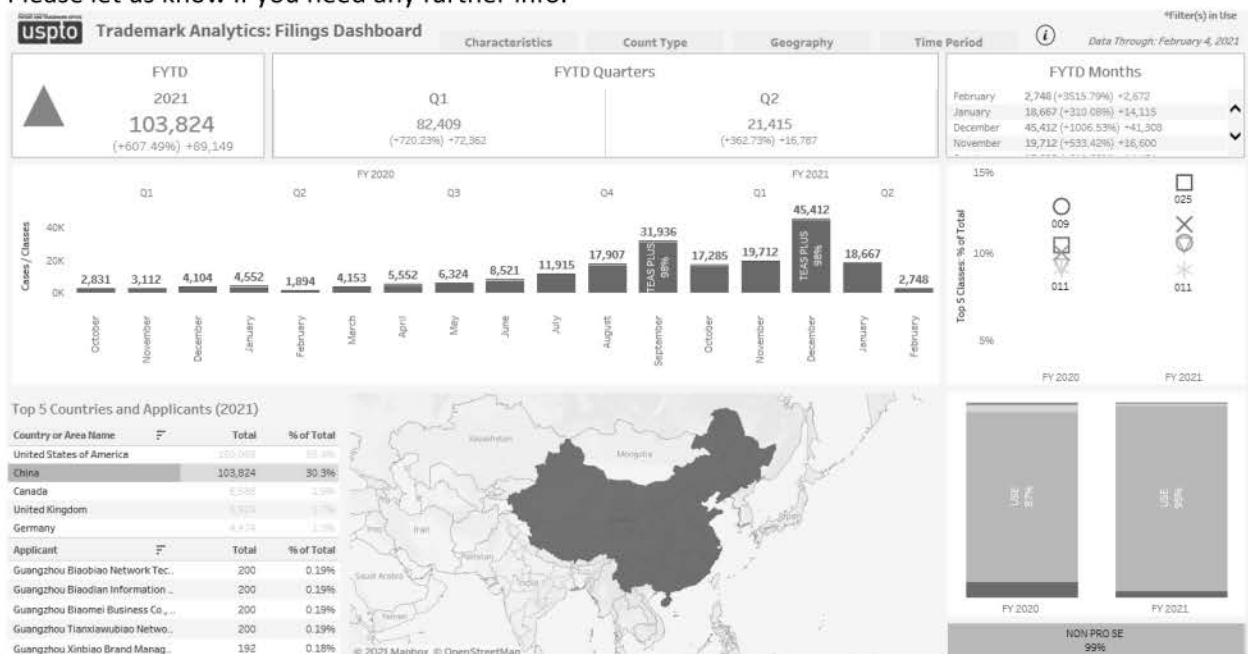 Please let us know if you need any further info.
uspto
Trademark Analytics: Filings Dashboard
Characteristics
Count Type
Geography
Time Period
i
*Filter(s) in Use
Data Through: February 4, 2021
FYTD
2021
103,824
(+607.49%) +89,149
FYTD Quarters
Q1
82,409
(+720.23%) +72,362
Q2
21,415
(+362.73%) +16,787
FYTD Months
February 2,748 (+3515.79%) +2,672
January 18,667 (+310.08%) +14,115
December 45,412 (+1006.53%) +41,308
November 19,712 (+533.42%) +16,600
FY 2020
FY 2021
Q1
Q2
Q3
Q4
Q1
Q2
Cases / Classes
40K
20K
0K
2,831
3,112
4,104
4,552
1,894
4,153
5,552
6,324
8,521
11,915
17,907
31,936
17,285
19,712
45,412
18,667
2,748
TEAS PLUS
98%
TEAS PLUS
98%
October
November
December
January
February
March
April
May
June
July
August
September
October
November
December
January
February
Top 5 Classes: % of Total
15%
10%
5%
009
011
025
011
FY 2020
FY 2021
Top 5 Countries and Applicants (2021)
Country or Area Name Total % of Total
United States of America
China 103,824 30.3%
Canada
United Kingdom
Germany
Applicant Total % of Total
Guangzhou Biaobiao Network Tec.. 200 0.19%
Guangzhou Biaodian Information .. 200 0.19%
Guangzhou Biaomei Business Co., .. 200 0.19%
Guangzhou Tianxiawubiao Netwo.. 200 0.19%
Guangzhou Xinbiao Brand Manag.. 192 0.18%
Kazakhstan
Mongolia
Iraq
Iran
Pakistan
Saudi Arabia
India
Yemen
Japan
© 2021 Mapbox © OpenStreetMap
USE
87%
USE
95%
FY 2020
FY 2021
NON PRO SE
99%